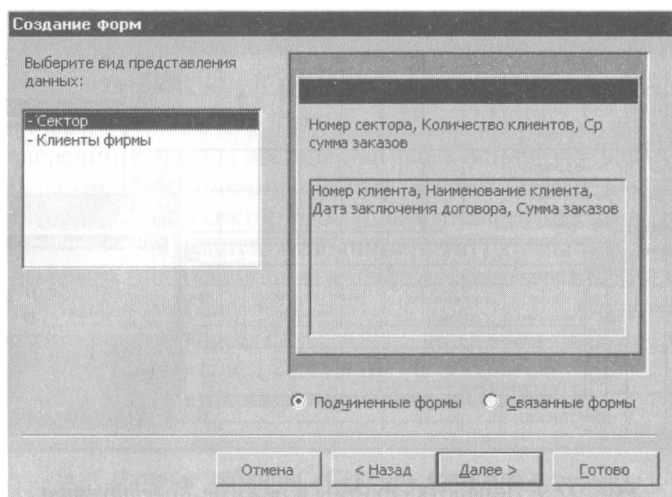 Создание форм
Выберите вид представления
данных:
- Сектор
- Клиенты фирмы
Номер сектора, Количество клиентов, Ср
сумма заказов
Номер клиента, Наименование клиента,
Дата заключения договора, Сумма заказов
Подчиненные формы
Связанные формы
Отмена
< Назад
Далее >
Готово